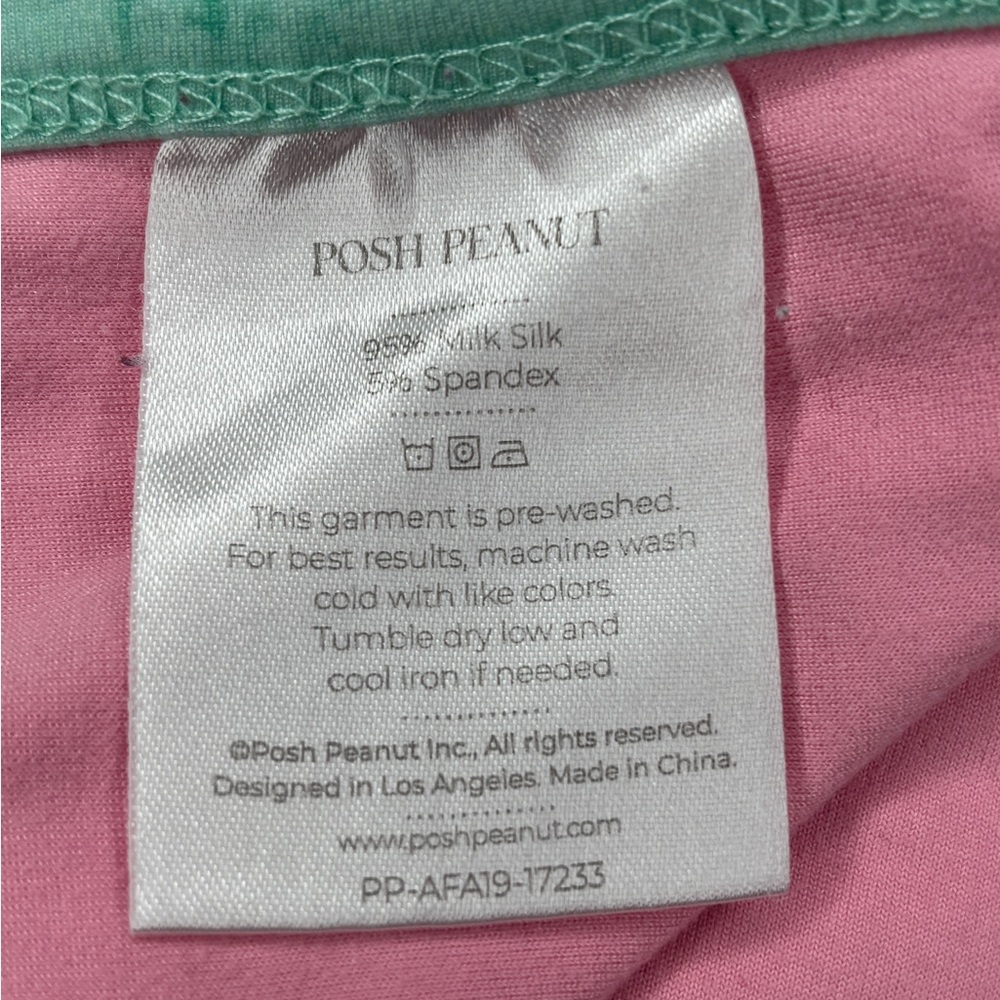 POSH PEANUT
95% Milk Silk
5% Spandex
This garment is pre-washed.
For best results, machine wash
cold with like colors.
Tumble dry low and
cool iron if needed.
©Posh Peanut Inc., All rights reserved.
Designed in Los Angeles. Made in China.
www.poshpeanut.com
PP-AFA19-17233